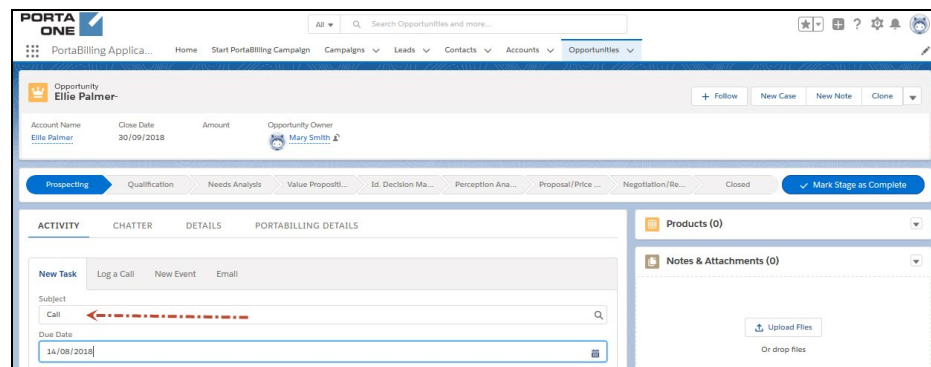 PORTA
ONE
All
Search Opportunities and more...
PortaBilling Applica...
Home
Start PortaBilling Campaign
Campaigns
Leads
Contacts
Accounts
Opportunities
Opportunity
Ellie Palmer-
+ Follow
New Case
New Note
Clone
Account Name
Close Date
Amount
Opportunity Owner
Ellie Palmer
30/09/2018
Mary Smith
Prospecting
Qualification
Needs Analysis
Value Propositi...
Id. Decision Ma...
Perception Ana...
Proposal/Price ...
Negotiation/Re...
Closed
Mark Stage as Complete
ACTIVITY
CHATTER
DETAILS
PORTABILLING DETAILS
Products (0)
Notes & Attachments (0)
New Task
Log a Call
New Event
Email
Subject
Call
Due Date
14/08/2018
Upload Files
Or drop files